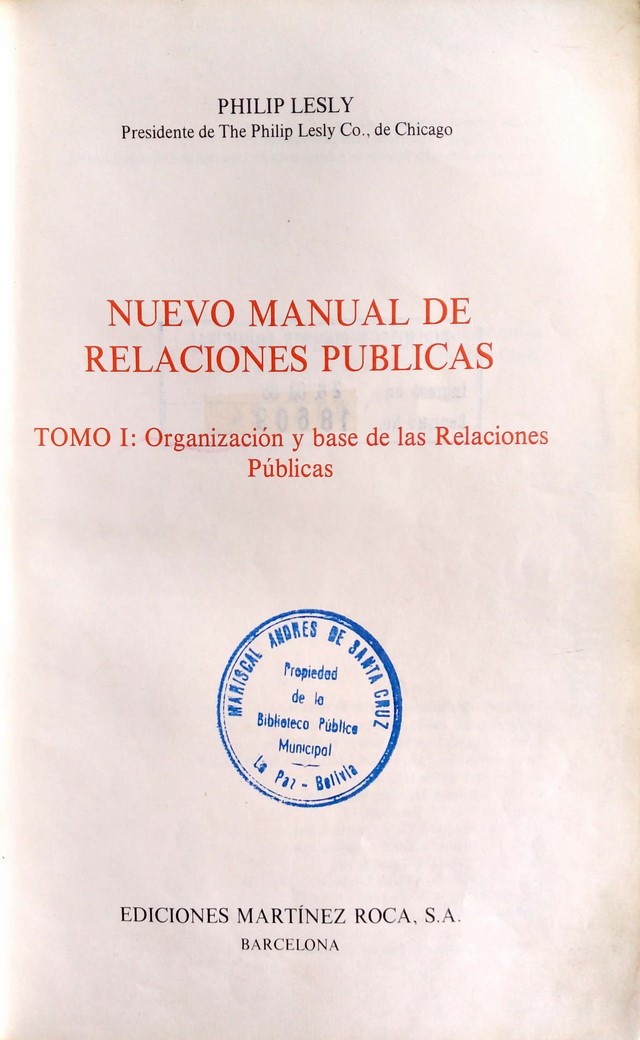 PHILIP LESLY
Presidente de The Philip Lesly Co., de Chicago
NUEVO MANUAL DE
RELACIONES PUBLICAS
TOMO I: Organización y base de las Relaciones
Públicas
MARISCAL ANDRES DE SANTA CRUZ
Propiedad
de la
Biblioteca Pública
Municipal
La Paz - Bolivia
EDICIONES MARTÍNEZ ROCA, S.A.
BARCELONA